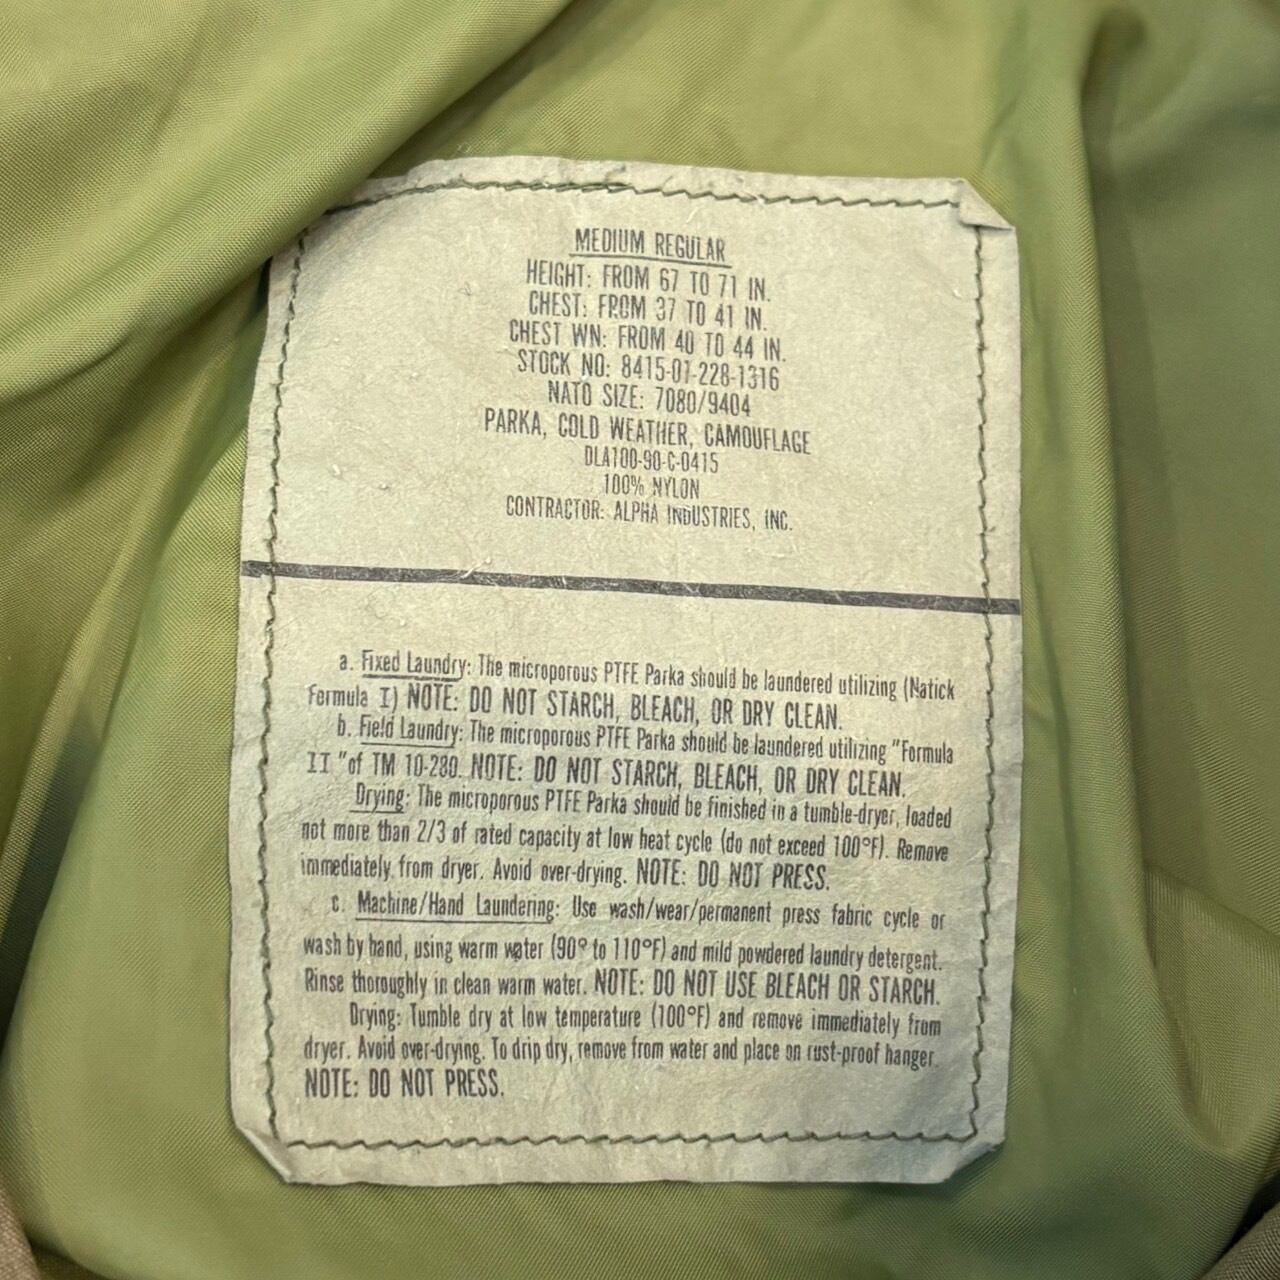 MEDIUM REGULAR
HEIGHT: FROM 67 TO 71 IN.
CHEST: FROM 37 TO 41 IN.
CHEST WN: FROM 40 TO 44 IN.
STOCK NO: 8415-01-228-1316
NATO SIZE: 7080/9404
PARKA, COLD WEATHER, CAMOUFLAGE
DLA100-90-C-0415
100% NYLON
CONTRACTOR: ALPHA INDUSTRIES, INC.
a. Fixed Laundry: The microporous PTFE Parka should be laundered utilizing (Natick
Formula I) NOTE: DO NOT STARCH, BLEACH, OR DRY CLEAN.
b. Field Laundry: The microporous PTFE Parka should be laundered utilizing "Formula
II "of TM 10-280. NOTE: DO NOT STARCH, BLEACH, OR DRY CLEAN.
Drying: The microporous PTFE Parka should be finished in a tumble-dryer, loaded
not more than 2/3 of rated capacity at low heat cycle (do not exceed 100°F). Remove
immediately from dryer. Avoid over-drying. NOTE: DO NOT PRESS.
c. Machine/Hand Laundering: Use wash/wear/permanent press fabric cycle or
wash by hand, using warm water (90° to 110°F) and mild powdered laundry detergent.
Rinse thoroughly in clean warm water. NOTE: DO NOT USE BLEACH OR STARCH.
Drying: Tumble dry at low temperature (100°F) and remove immediately from
dryer. Avoid over-drying. To drip dry, remove from water and place on rust-proof hanger.
NOTE: DO NOT PRESS.